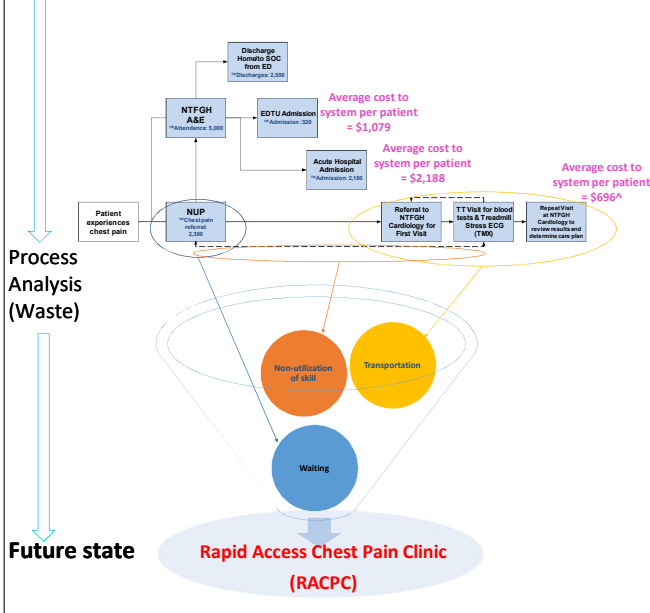 Discharge
Home/to SOC
from ED
™Discharges: 2,500
NTFGH
A&E
™Attendance: 5,000
EDTU Admission
™Admission :320
Average cost to
system per patient
= $1,079
Acute Hospital
Admission
™Admission: 2,180
Average cost to
system per patient
= $2,188
Average cost to
system per patient
= $696^
Patient
experiences
chest pain
NUP
™Chest pain
referral:
2,300
Referral to
NTFGH
Cardiology for
First Visit
TT Visit for blood
tests & Treadmill
Stress ECG
(TMX)
Repeat Visit
at NTFGH
Cardiology to
review results and
determine care plan
Process
Analysis
(Waste)
Non-utilization
of skill
Transportation
Waiting
Future state
Rapid Access Chest Pain Clinic
(RACPC)